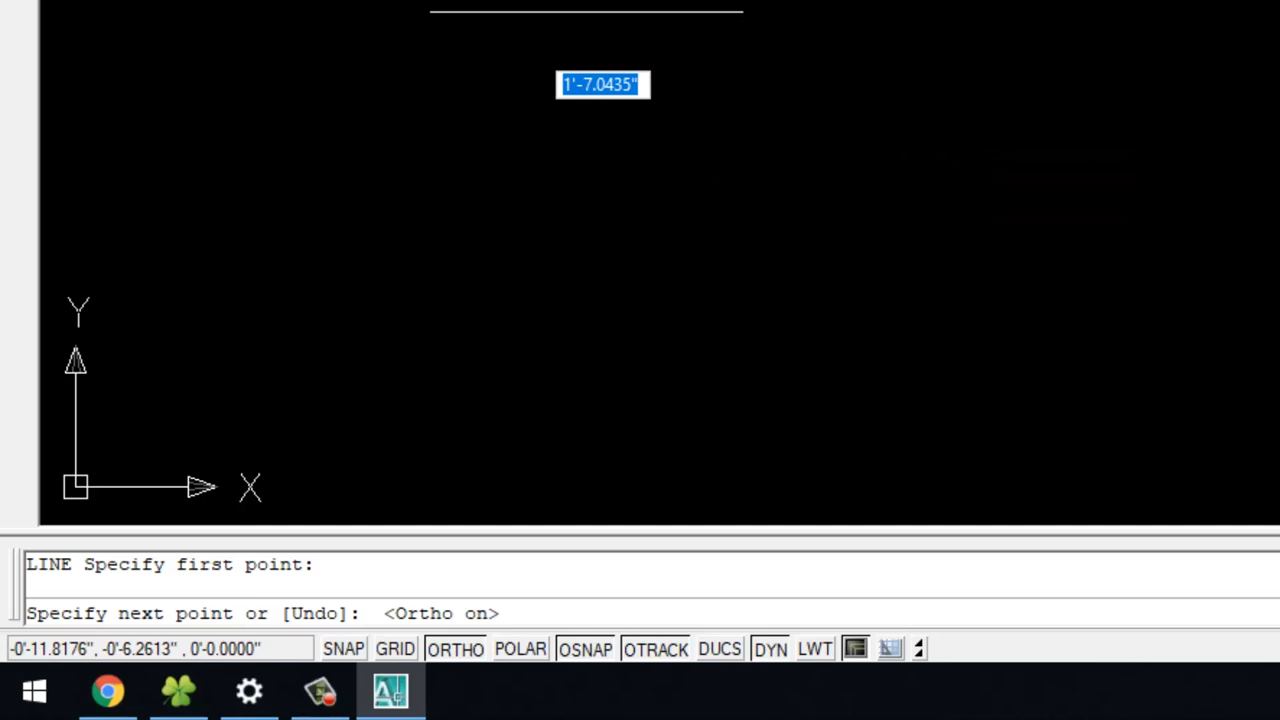 1'-7.0435"
Y
X
LINE Specify first point:
Specify next point or [Undo]:  <Ortho on>
-0'-11.8176", -0'-6.2613" , 0'-0.0000" SNAP GRID ORTHO POLAR OSNAP OTRACK DUCS DYN LWT